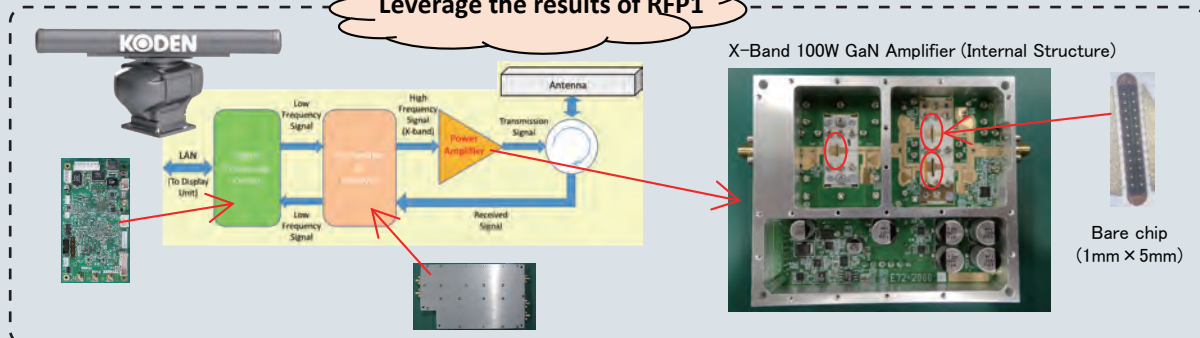 Leverage the results of RFP1
KODEN
X-Band 100W GaN Amplifier (Internal Structure)
Antenna
Low
Frequency
Signal
High
Frequency
Signal
(X-band)
Transmission
Signal
Power
Amplifier
LAN
(To Display
Unit)
Low
Frequency
Signal
Received
Signal
Bare chip
(1mm×5mm)